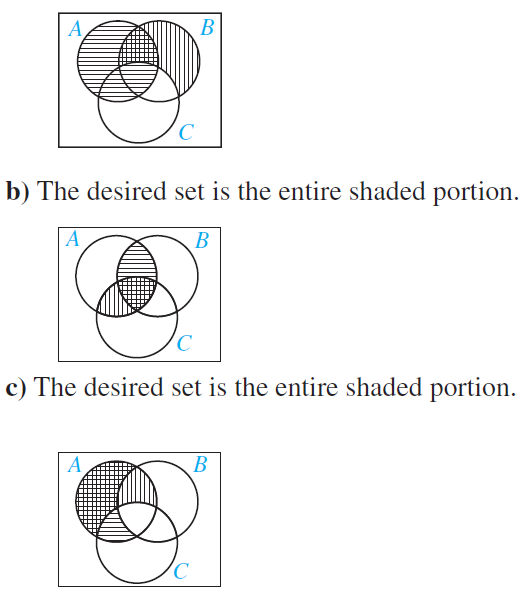 A B
C
b) The desired set is the entire shaded portion.
A B
C
c) The desired set is the entire shaded portion.
A B
C